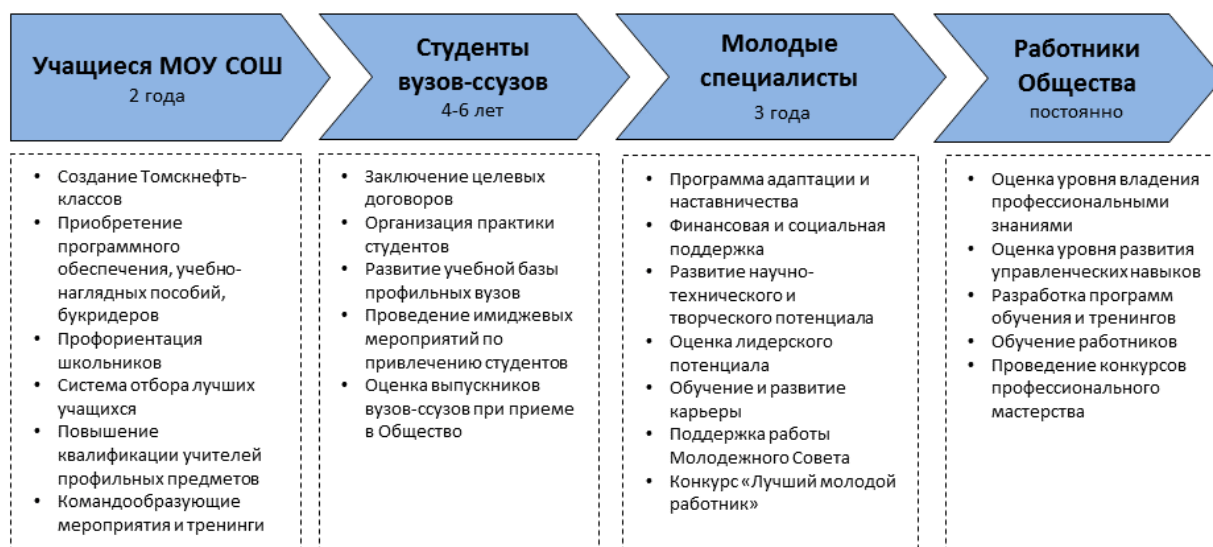 Учащиеся МОУ СОШ
2 года
Студенты
вузов-ссузов
4-6 лет
Молодые
специалисты
3 года
Работники
Общества
постоянно
• Создание Томскнефть-
классов
• Приобретение
программного
обеспечения, учебно-
наглядных пособий,
букридеров
• Профориентация
школьников
• Система отбора лучших
учащихся
• Повышение
квалификации учителей
профильных предметов
• Командообразующие
мероприятия и тренинги
• Заключение целевых
договоров
• Организация практики
студентов
• Развитие учебной базы
профильных вузов
• Проведение имиджевых
мероприятий по
привлечению студентов
• Оценка выпускников
вузов-ссузов при приеме
в Общество
• Программа адаптации и
наставничества
• Финансовая и социальная
поддержка
• Развитие научно-
технического и
творческого потенциала
• Оценка лидерского
потенциала
• Обучение и развитие
карьеры
• Поддержка работы
Молодежного Совета
• Конкурс «Лучший молодой
работник»
• Оценка уровня владения
профессиональными
знаниями
• Оценка уровня развития
управленческих навыков
• Разработка программ
обучения и тренингов
• Обучение работников
• Проведение конкурсов
профессионального
мастерства